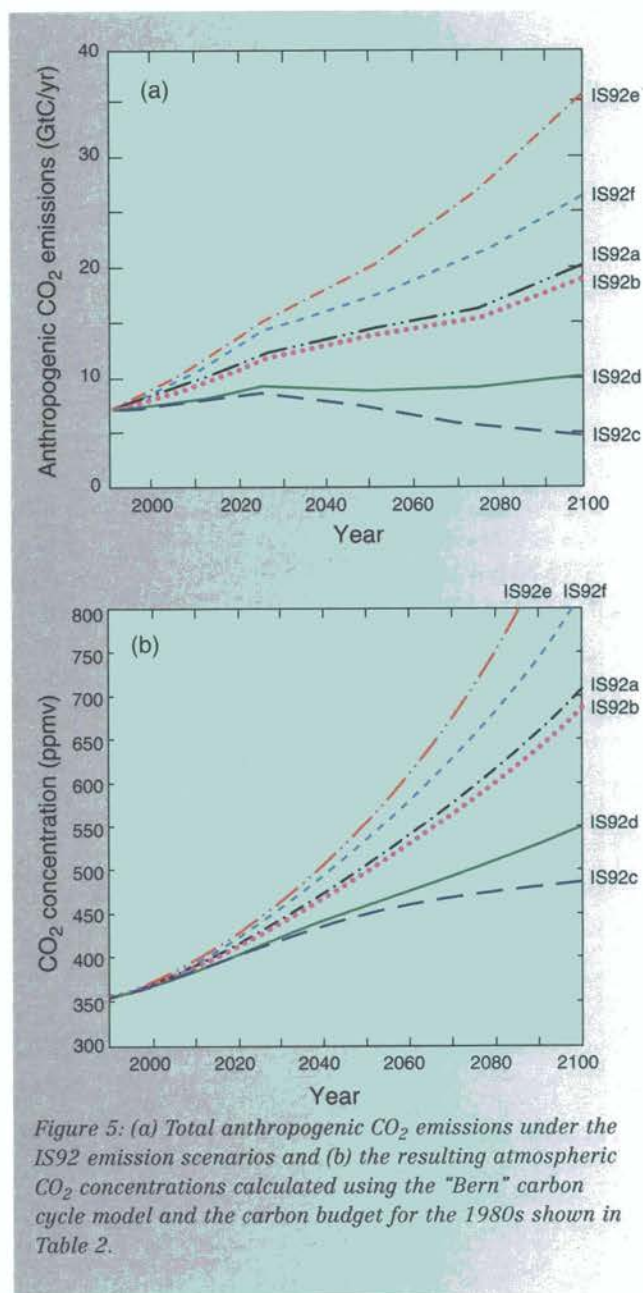 40
(a)
IS92e
30
IS92f
20
IS92a
IS92b
10
IS92d
IS92c
0
Anthropogenic CO₂ emissions (GtC/yr)
2000 2020 2040 2060 2080 2100
Year
IS92e IS92f
800
(b)
750
700
IS92a
IS92b
650
600
550
IS92d
500
IS92c
450
400
350
300
CO₂ concentration (ppmv)
2000 2020 2040 2060 2080 2100
Year
Figure 5: (a) Total anthropogenic CO₂ emissions under the
IS92 emission scenarios and (b) the resulting atmospheric
CO₂ concentrations calculated using the "Bern" carbon
cycle model and the carbon budget for the 1980s shown in
Table 2.